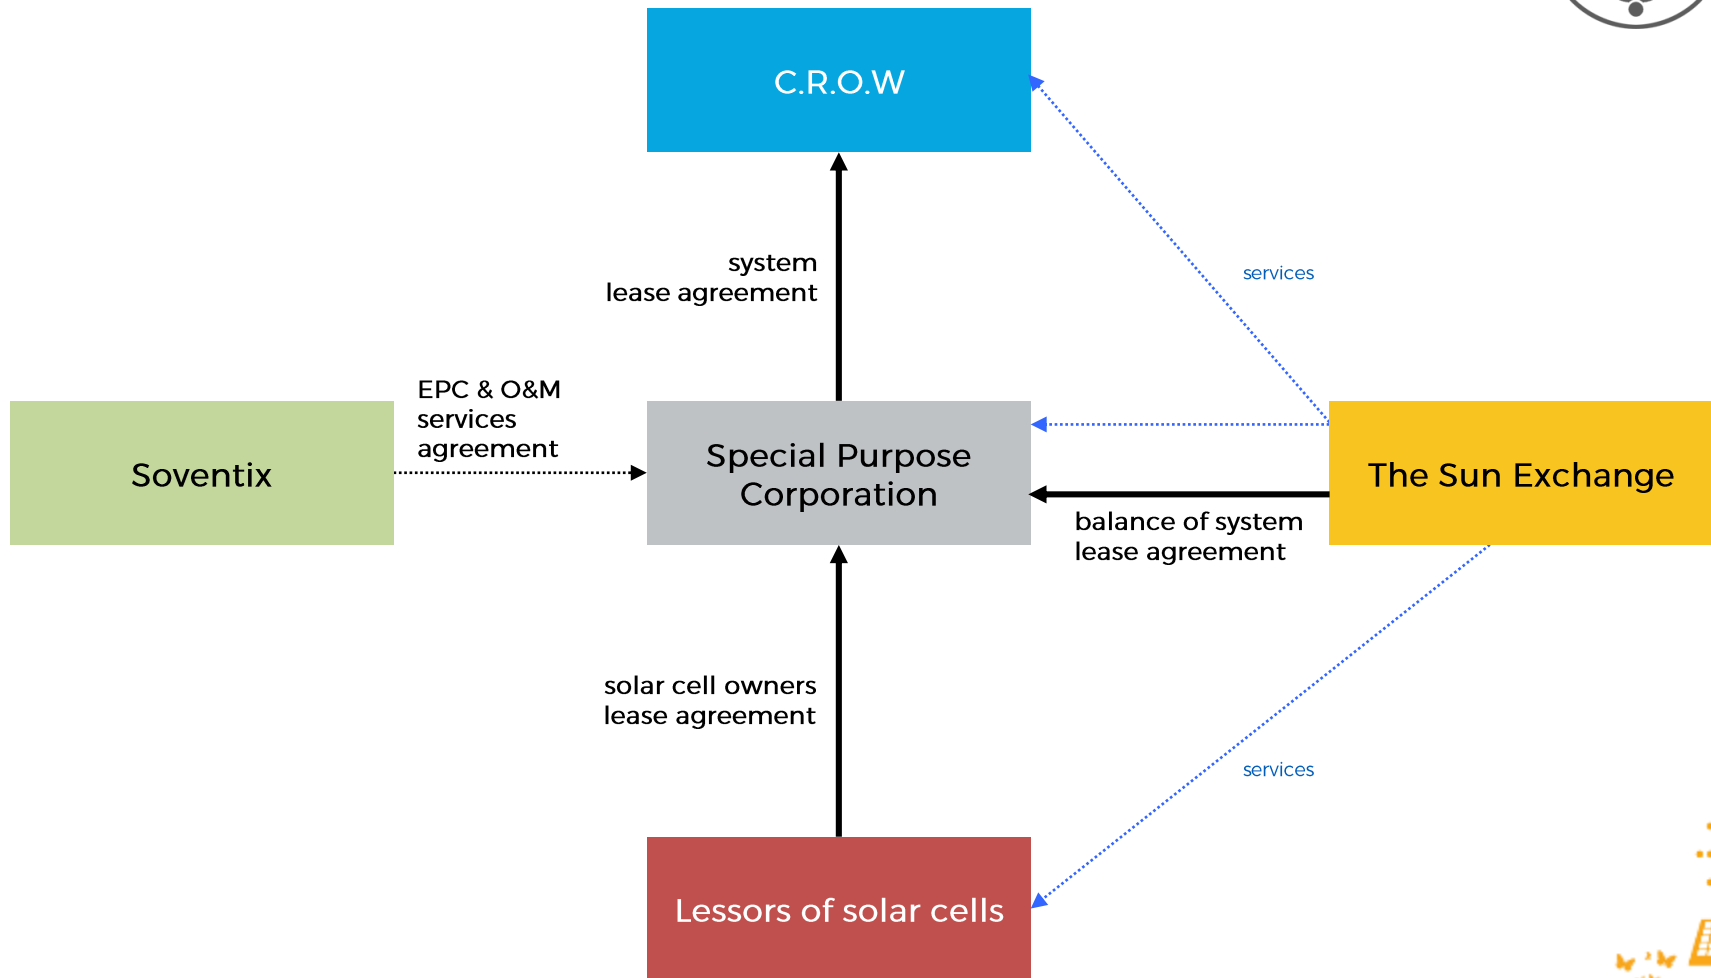 C.R.O.W
system
lease agreement
services
EPC & O&M
services
agreement
Soventix
Special Purpose
Corporation
The Sun Exchange
balance of system
lease agreement
solar cell owners
lease agreement
services
Lessors of solar cells